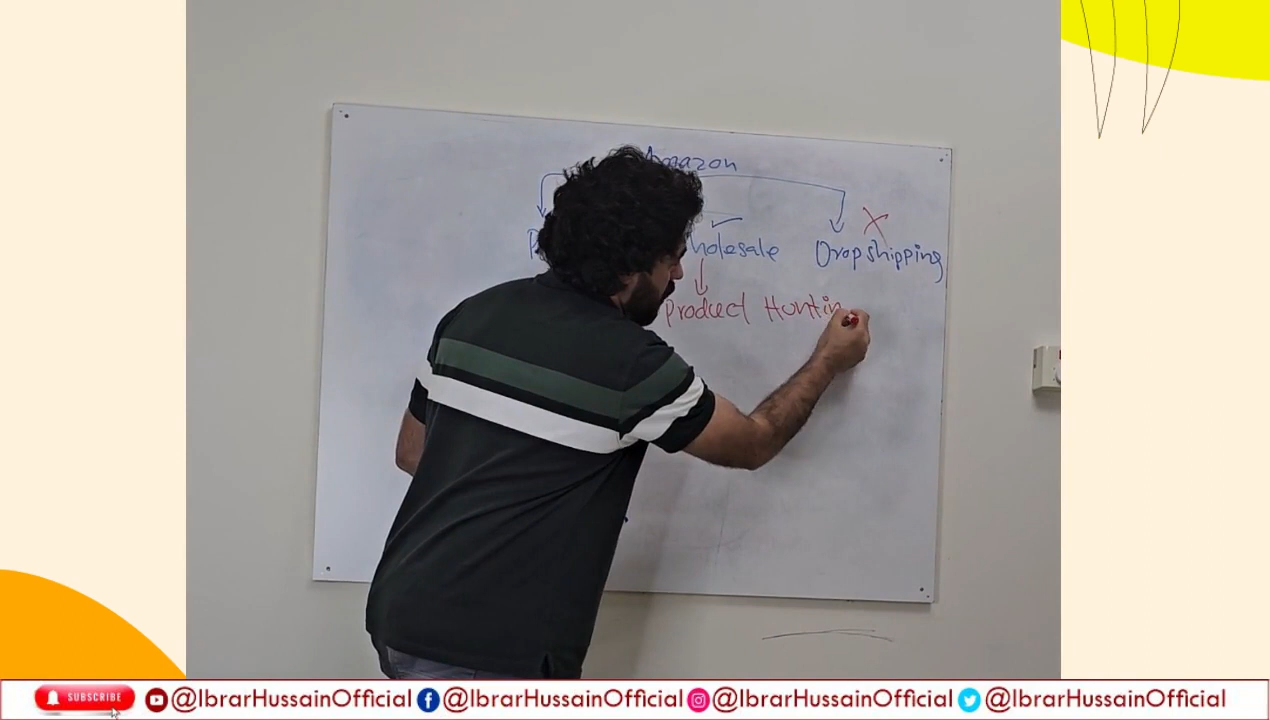 Amazon
Wholesale
Dropshipping
Product Huntin
SUBSCRIBE @IbrarHussainOfficial @IbrarHussainOfficial @IbrarHussainOfficial @IbrarHussainOfficial